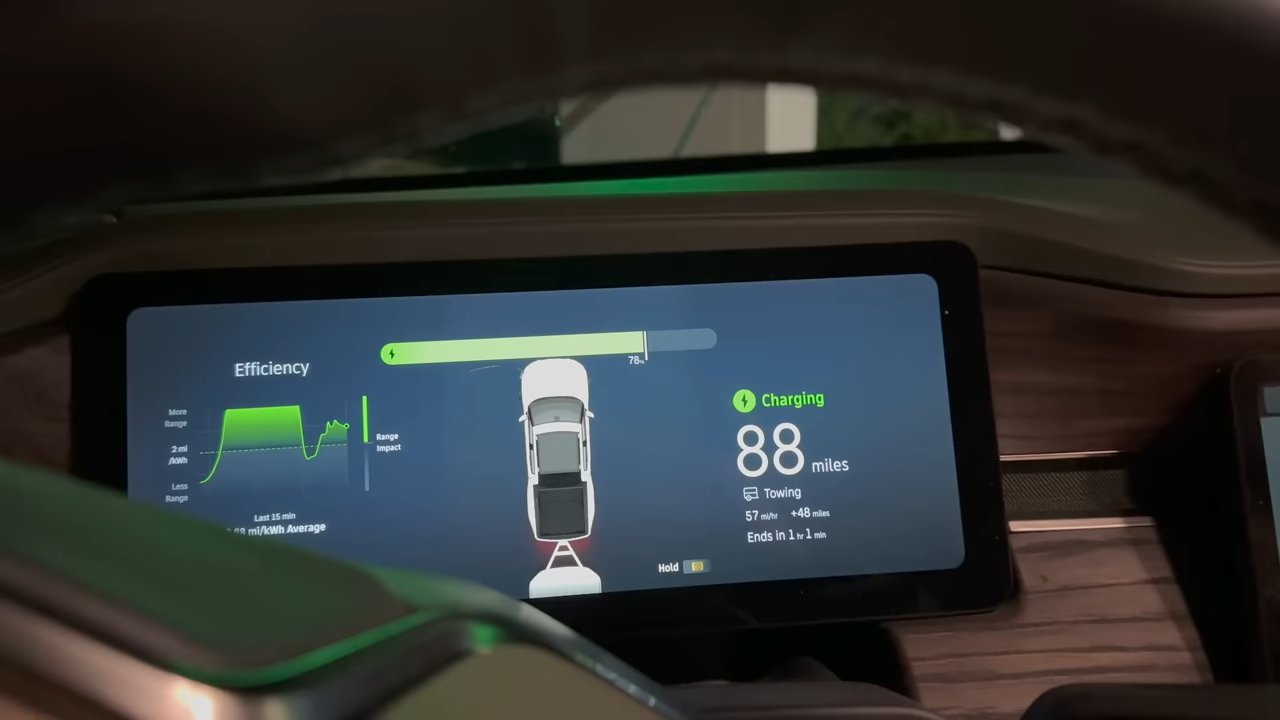 Efficiency
More
Range
2 mi
/kWh
Less
Range
Range
Impact
Last 15 min
mi/kWh Average
78%
Charging
88 miles
Towing
57 mi/hr +48 miles
Ends in 1 hr 1 min
Hold